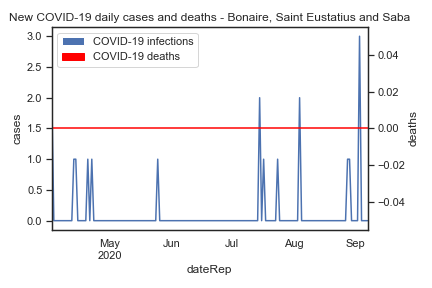 New COVID-19 daily cases and deaths - Bonaire, Saint Eustatius and Saba
COVID-19 infections
COVID-19 deaths
3.0
2.5
2.0
1.5
1.0
0.5
0.0
cases
0.04
0.02
0.00
−0.02
−0.04
deaths
May Jun Jul Aug Sep
2020
dateRep